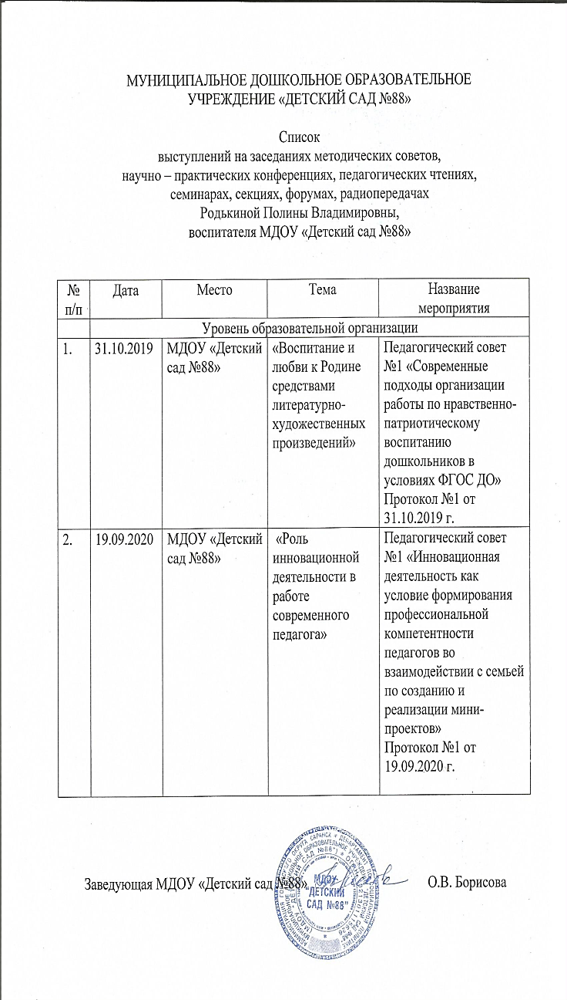 МУНИЦИПАЛЬНОЕ ДОШКОЛЬНОЕ ОБРАЗОВАТЕЛЬНОЕ
УЧРЕЖДЕНИЕ «ДЕТСКИЙ САД №88»
Список
выступлений на заседаниях методических советов,
научно – практических конференциях, педагогических чтениях,
семинарах, секциях, форумах, радиопередачах
Родькиной Полины Владимировны,
воспитателя МДОУ «Детский сад №88»
№ Дата Место Тема Название
п/п мероприятия
Уровень образовательной организации
1. 31.10.2019 МДОУ «Детский «Воспитание и Педагогический совет
сад №88» любви к Родине №1 «Современные
средствами подходы организации
литературно- работы по нравственно-
художественных патриотическому
произведений» воспитанию
дошкольников в
условиях ФГОС ДО»
Протокол №1 от
31.10.2019 г.
2. 19.09.2020 МДОУ «Детский «Роль Педагогический совет
сад №88» инновационной №1 «Инновационная
деятельности в деятельность как
работе условие формирования
современного профессиональной
педагога» компетентности
педагогов во
взаимодействии с семьей
по созданию и
реализации мини-
проектов»
Протокол №1 от
19.09.2020 г.
Заведующая МДОУ «Детский сад №88» О.В. Борисова
МДОУ
"ДЕТСКИЙ
САД №88"